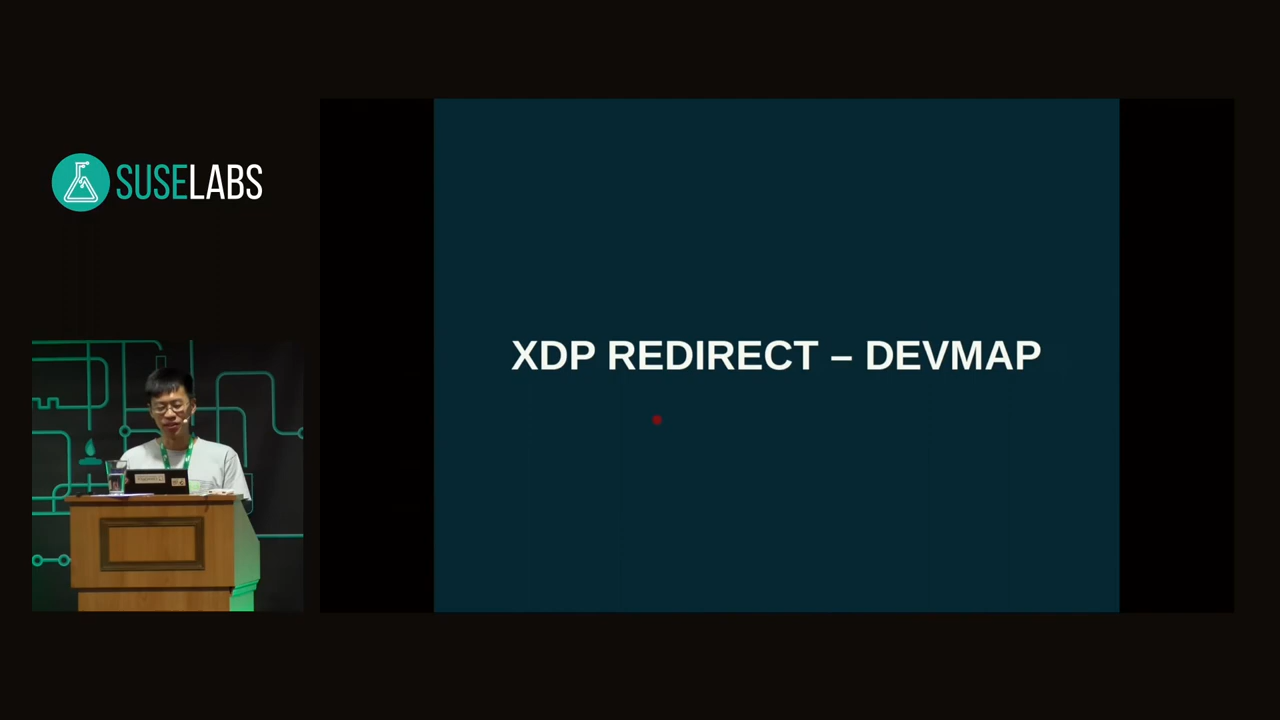 SUSELABS
XDP REDIRECT – DEVMAP